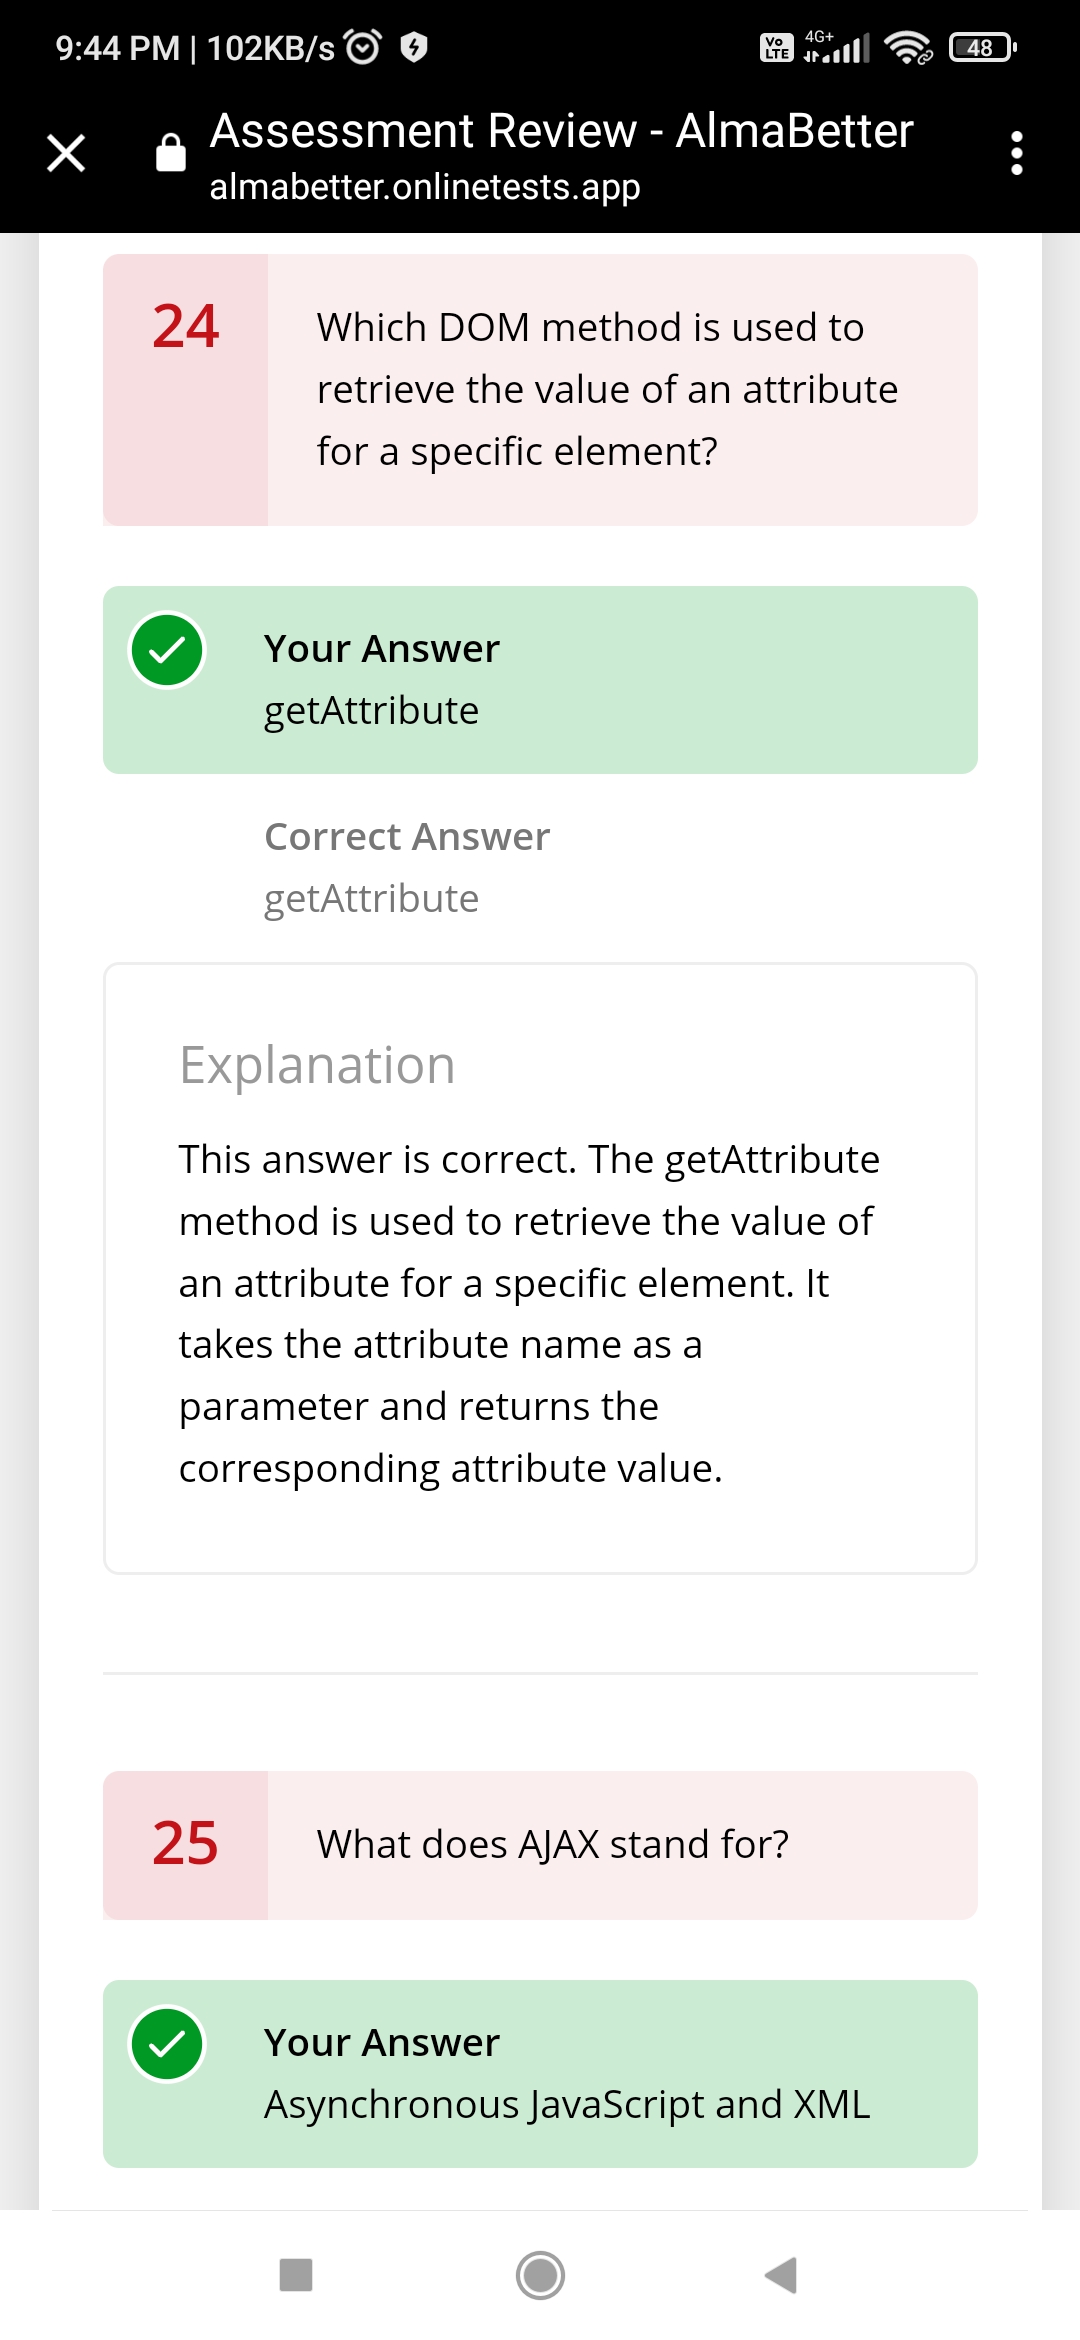 9:44 PM | 102KB/s
Vo LTE 4G+ 48
Assessment Review - AlmaBetter
almabetter.onlinetests.app
24
Which DOM method is used to
retrieve the value of an attribute
for a specific element?
Your Answer
getAttribute
Correct Answer
getAttribute
Explanation
This answer is correct. The getAttribute
method is used to retrieve the value of
an attribute for a specific element. It
takes the attribute name as a
parameter and returns the
corresponding attribute value.
25
What does AJAX stand for?
Your Answer
Asynchronous JavaScript and XML